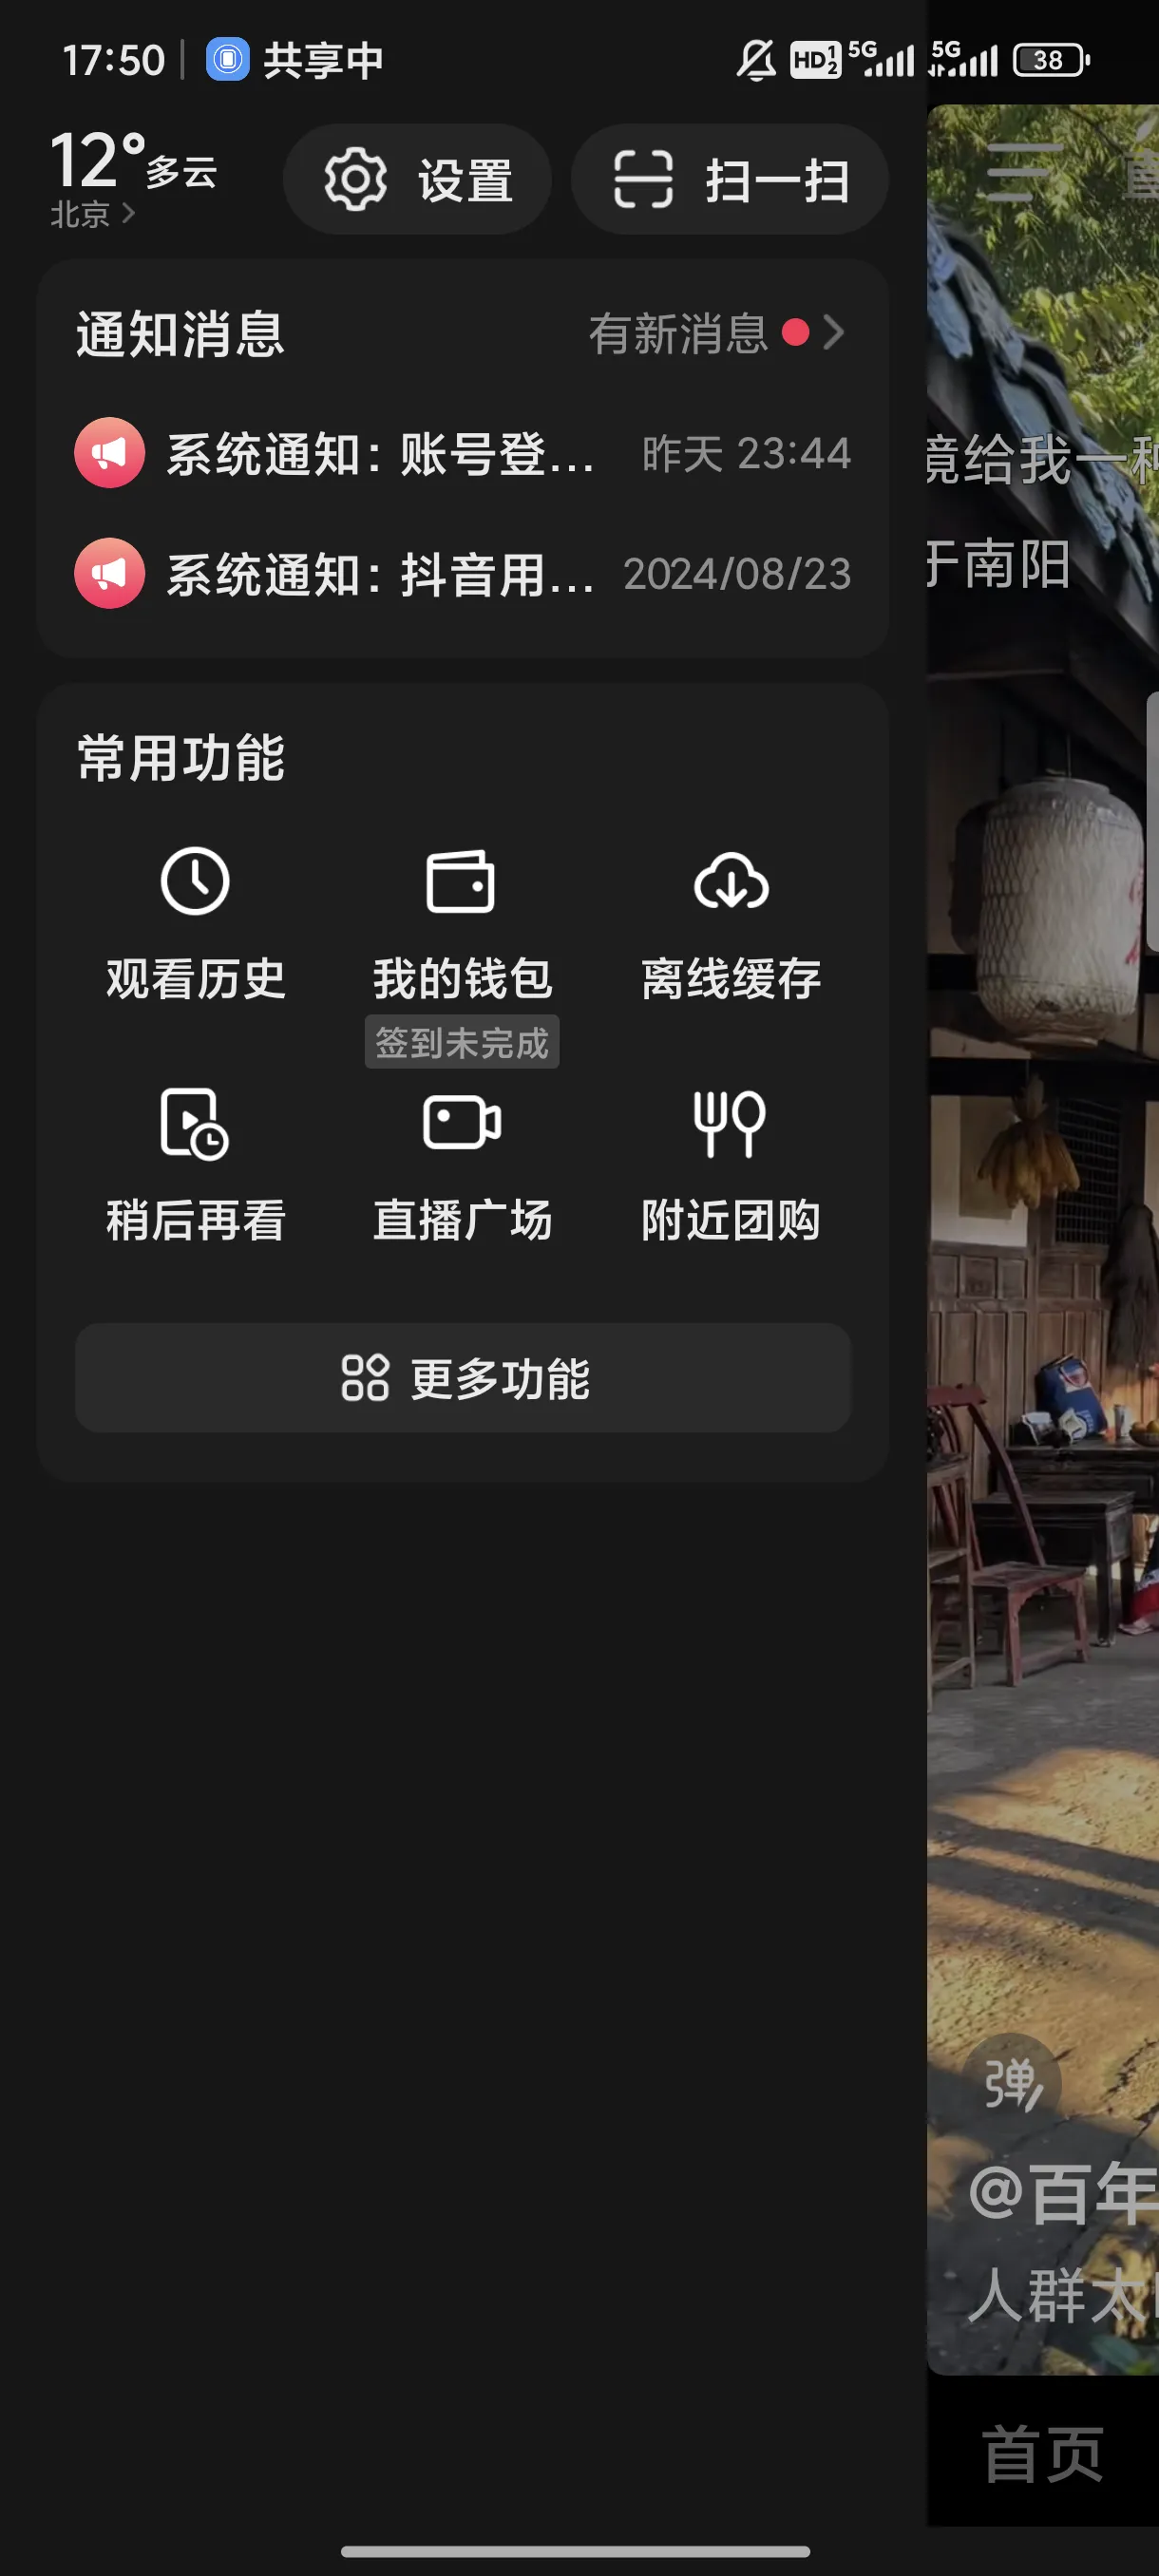 17:50 共享中 HD 1 2 5G 5G 38
12° 多云
北京
设置
扫一扫
通知消息 有新消息
系统通知：账号登... 昨天 23:44
系统通知：抖音用... 2024/08/23
常用功能
观看历史 我的钱包 离线缓存
签到未完成
稍后再看 直播广场 附近团购
更多功能
给我一
于南阳
弹
@百年
人群太
首页